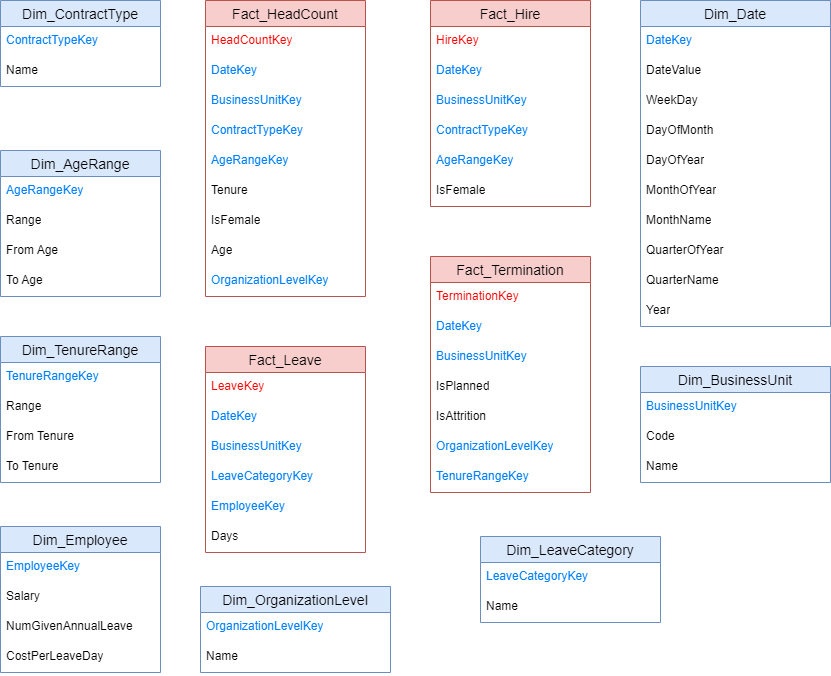 Dim_ContractType
ContractTypeKey
Name
Dim_AgeRange
AgeRangeKey
Range
From Age
To Age
Dim_TenureRange
TenureRangeKey
Range
From Tenure
To Tenure
Dim_Employee
EmployeeKey
Salary
NumGivenAnnualLeave
CostPerLeaveDay
Fact_HeadCount
HeadCountKey
DateKey
BusinessUnitKey
ContractTypeKey
AgeRangeKey
Tenure
IsFemale
Age
OrganizationLevelKey
Fact_Leave
LeaveKey
DateKey
BusinessUnitKey
LeaveCategoryKey
EmployeeKey
Days
Dim_OrganizationLevel
OrganizationLevelKey
Name
Fact_Hire
HireKey
DateKey
BusinessUnitKey
ContractTypeKey
AgeRangeKey
IsFemale
Fact_Termination
TerminationKey
DateKey
BusinessUnitKey
IsPlanned
IsAttrition
OrganizationLevelKey
TenureRangeKey
Dim_LeaveCategory
LeaveCategoryKey
Name
Dim_Date
DateKey
DateValue
WeekDay
DayOfMonth
DayOfYear
MonthOfYear
MonthName
QuarterOfYear
QuarterName
Year
Dim_BusinessUnit
BusinessUnitKey
Code
Name